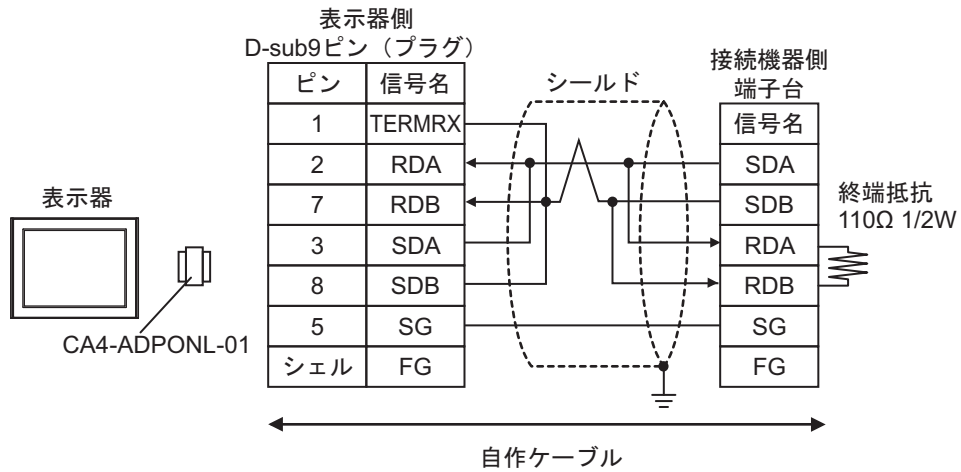 表示器側
D-sub9ピン（プラグ）
ピン 信号名
1 TERMRX
2 RDA
7 RDB
3 SDA
8 SDB
5 SG
シェル FG
シールド
接続機器側
端子台
信号名
SDA
SDB
RDA
RDB
SG
FG
終端抵抗
110Ω 1/2W
表示器
CA4-ADPONL-01
自作ケーブル